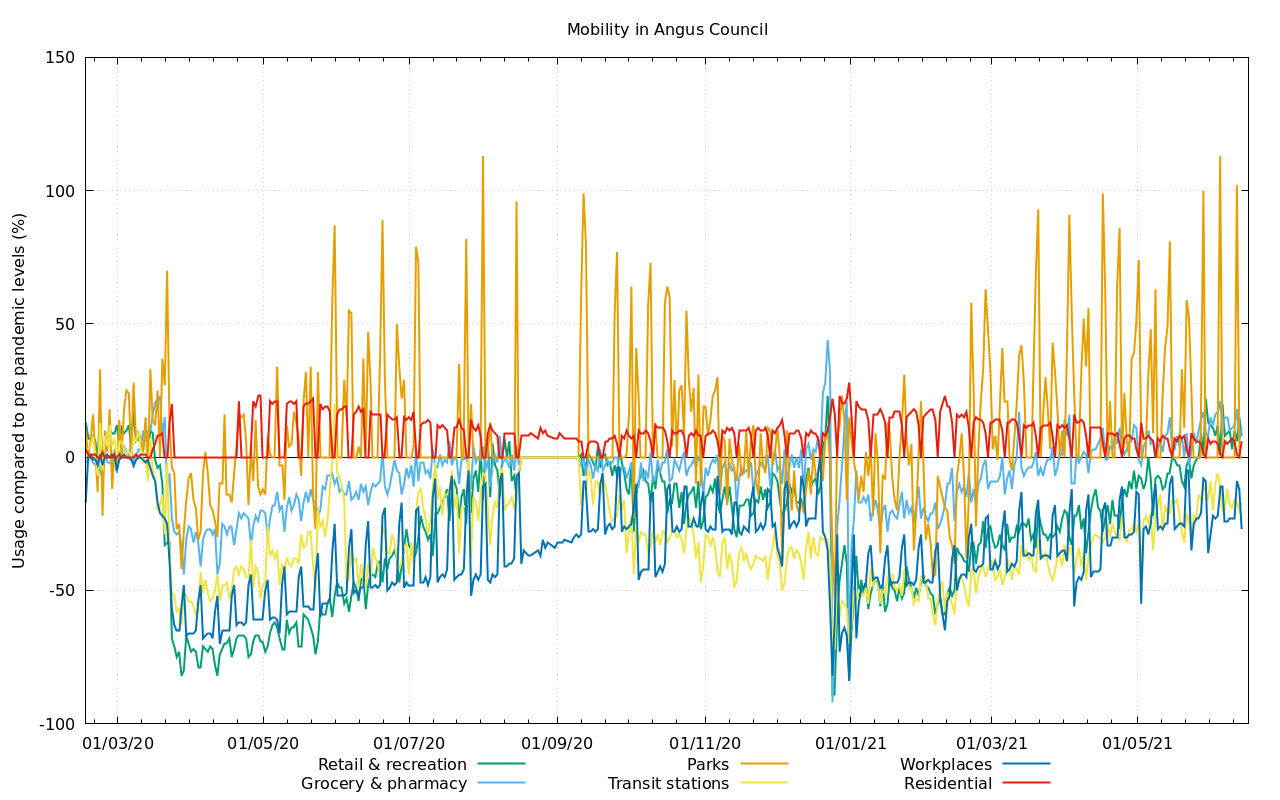 Mobility in Angus Council
Usage compared to pre pandemic levels (%)
150
100
50
0
-50
-100
01/03/20 01/05/20 01/07/20 01/09/20 01/11/20 01/01/21 01/03/21 01/05/21
Retail & recreation Parks Workplaces
Grocery & pharmacy Transit stations Residential